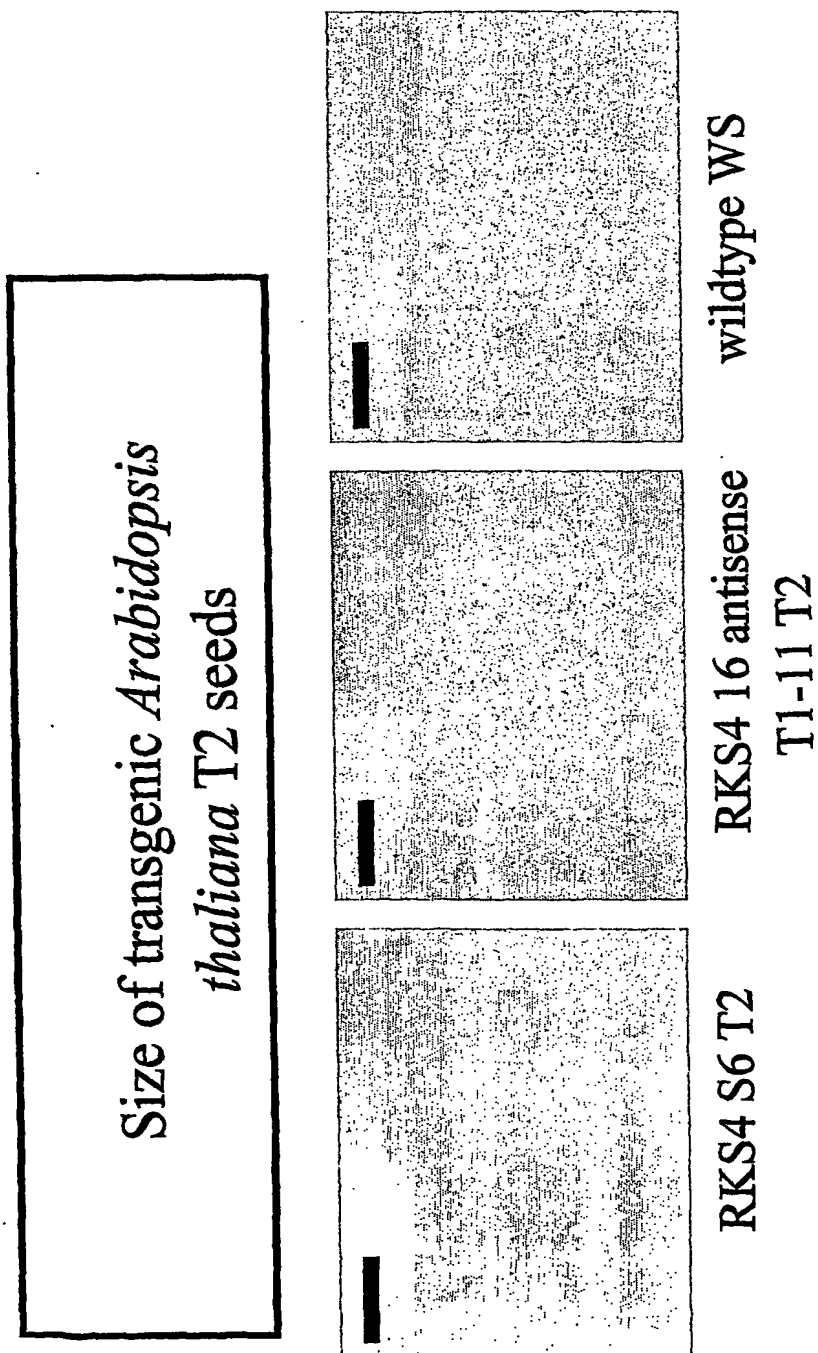 Size of transgenic Arabidopsis
thaliana T2 seeds
RKS4 S6 T2
RKS4 16 antisense
T1-11 T2
wildtype WS